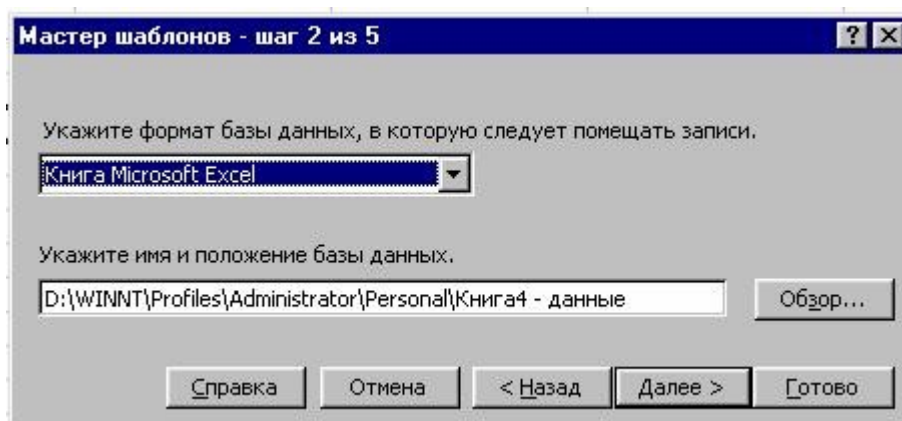 Мастер шаблонов - шаг 2 из 5
Укажите формат базы данных, в которую следует помещать записи.
Книга Microsoft Excel
Укажите имя и положение базы данных.
D:\WINNT\Profiles\Administrator\Personal\Книга4 - данные
Обзор...
Справка Отмена < Назад Далее > Готово